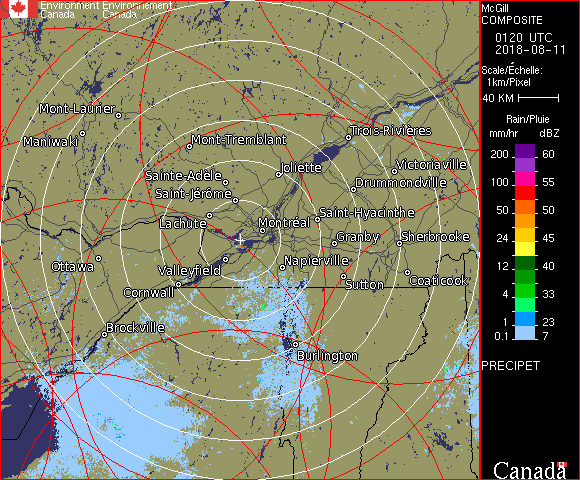 Environment Environnement
Canada Canada
McGill
COMPOSITE
0120 UTC
2018-08-11
Scale/Échelle:
1km/Pixel
40 KM
Rain/Pluie
mm/hr dBZ
200 60
55
100 55
50 50
24 45
12 40
4 33
1 23
0.1 7
PRECIPET
Mont-Laurier
Maniwaki
Mont-Tremblant
Trois-Rivières
Joliette
Victoriaville
Sainte-Adèle
Drummondville
Saint-Jérôme
Lachute
Saint-Hyacinthe
Montréal
Granby
Sherbrooke
Ottawa
Valleyfield
Napierville
Cornwall
Sutton
Coaticook
Brockville
Burlington
Canada